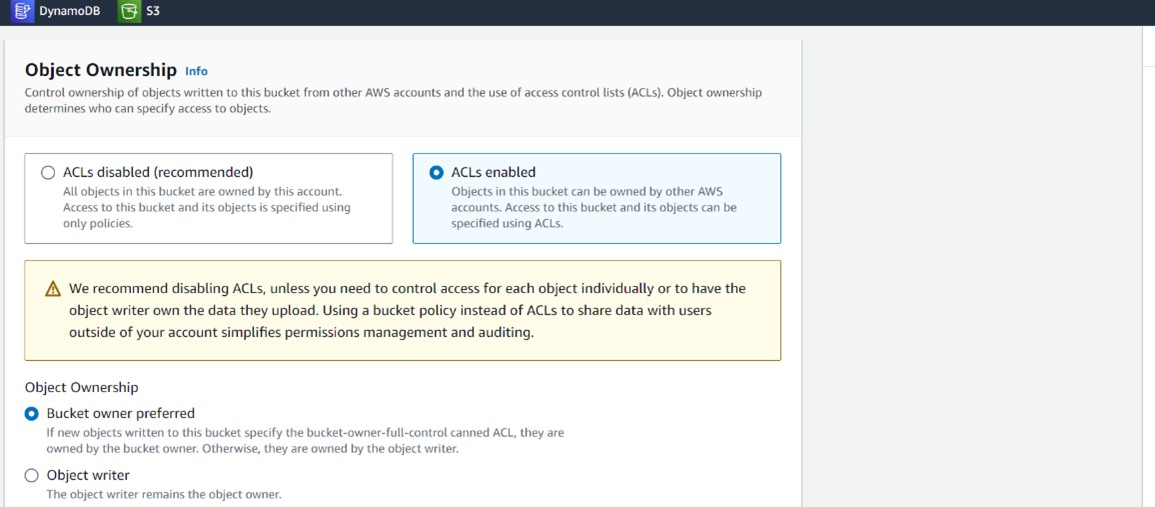 DynamoDB S3
Object Ownership Info
Control ownership of objects written to this bucket from other AWS accounts and the use of access control lists (ACLs). Object ownership
determines who can specify access to objects.
ACLs disabled (recommended)
All objects in this bucket are owned by this account.
Access to this bucket and its objects is specified using
only policies.
ACLs enabled
Objects in this bucket can be owned by other AWS
accounts. Access to this bucket and its objects can be
specified using ACLs.
We recommend disabling ACLs, unless you need to control access for each object individually or to have the
object writer own the data they upload. Using a bucket policy instead of ACLs to share data with users
outside of your account simplifies permissions management and auditing.
Object Ownership
Bucket owner preferred
If new objects written to this bucket specify the bucket-owner-full-control canned ACL, they are
owned by the bucket owner. Otherwise, they are owned by the object writer.
Object writer
The object writer remains the object owner.